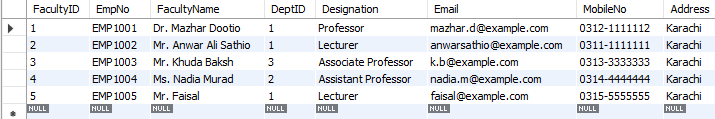 FacultyID EmpNo FacultyName DeptID Designation Email MobileNo Address
1 EMP1001 Dr. Mazhar Dootio 1 Professor mazhar.d@example.com 0312-1111112 Karachi
2 EMP1002 Mr. Anwar Ali Sathio 1 Lecturer anwarsathio@example.com 0311-1111111 Karachi
3 EMP1003 Mr. Khuda Baksh 3 Associate Professor k.b@example.com 0313-3333333 Karachi
4 EMP1004 Ms. Nadia Murad 2 Assistant Professor nadia.m@example.com 0314-4444444 Karachi
5 EMP1005 Mr. Faisal 1 Lecturer faisal@example.com 0315-5555555 Karachi
NULL NULL NULL NULL NULL NULL NULL NULL